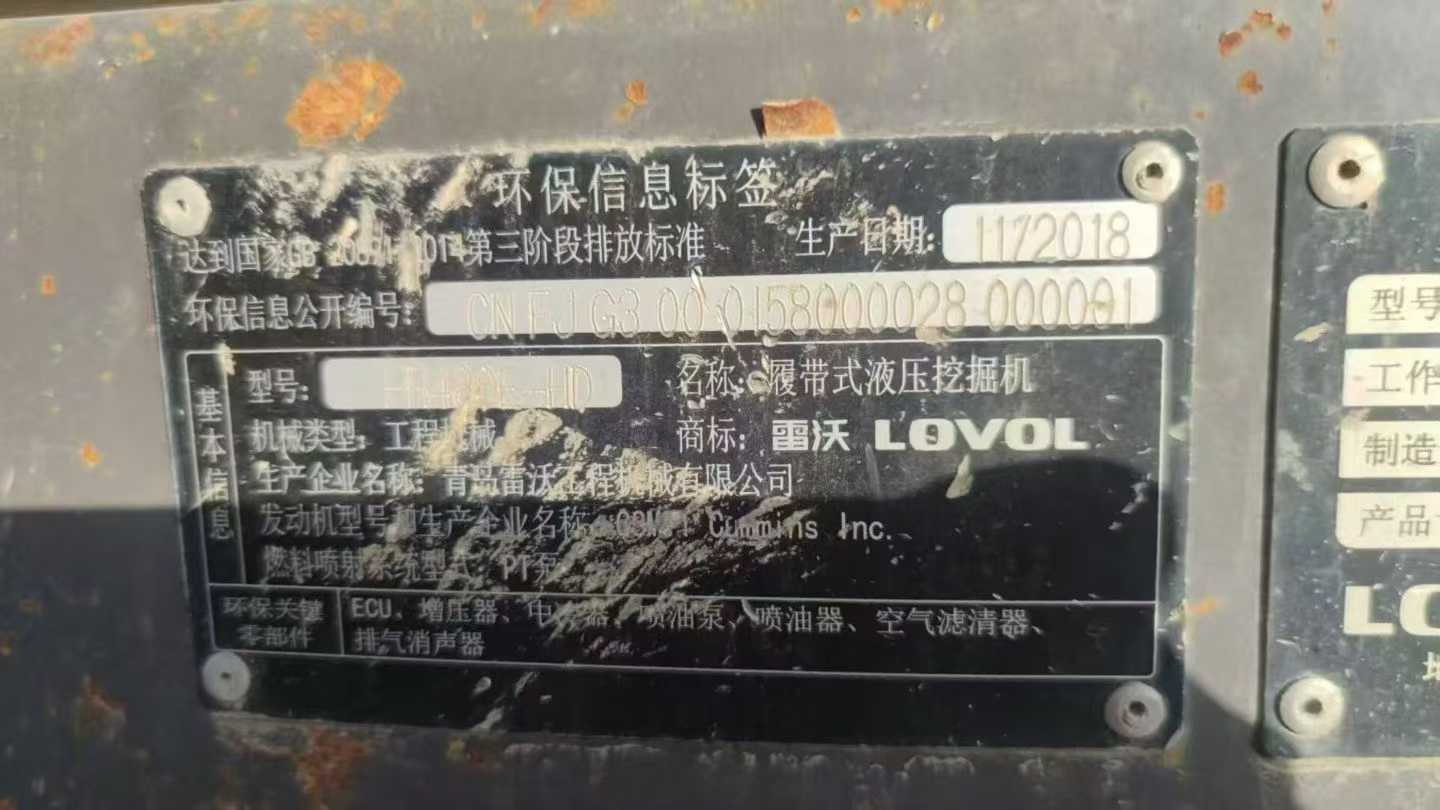 环保信息标签
达到国家GB 20891-2014第三阶段排放标准 生产日期: 1172018
环保信息公开编号: CN FJ G3 00 0158000028 000001
基本信息
型号: 名称: 履带式液压挖掘机
机械类型: 工程机械 商标: 雷沃 LOVOL
生产企业名称: 青岛雷沃工程机械有限公司
发动机型号和生产企业名称: Cummins Inc.
燃料喷射系统型式: PT泵
环保关键零部件
ECU、增压器、中冷器、喷油泵、喷油器、空气滤清器、
排气消声器
型号
工作
制造
产品
LO